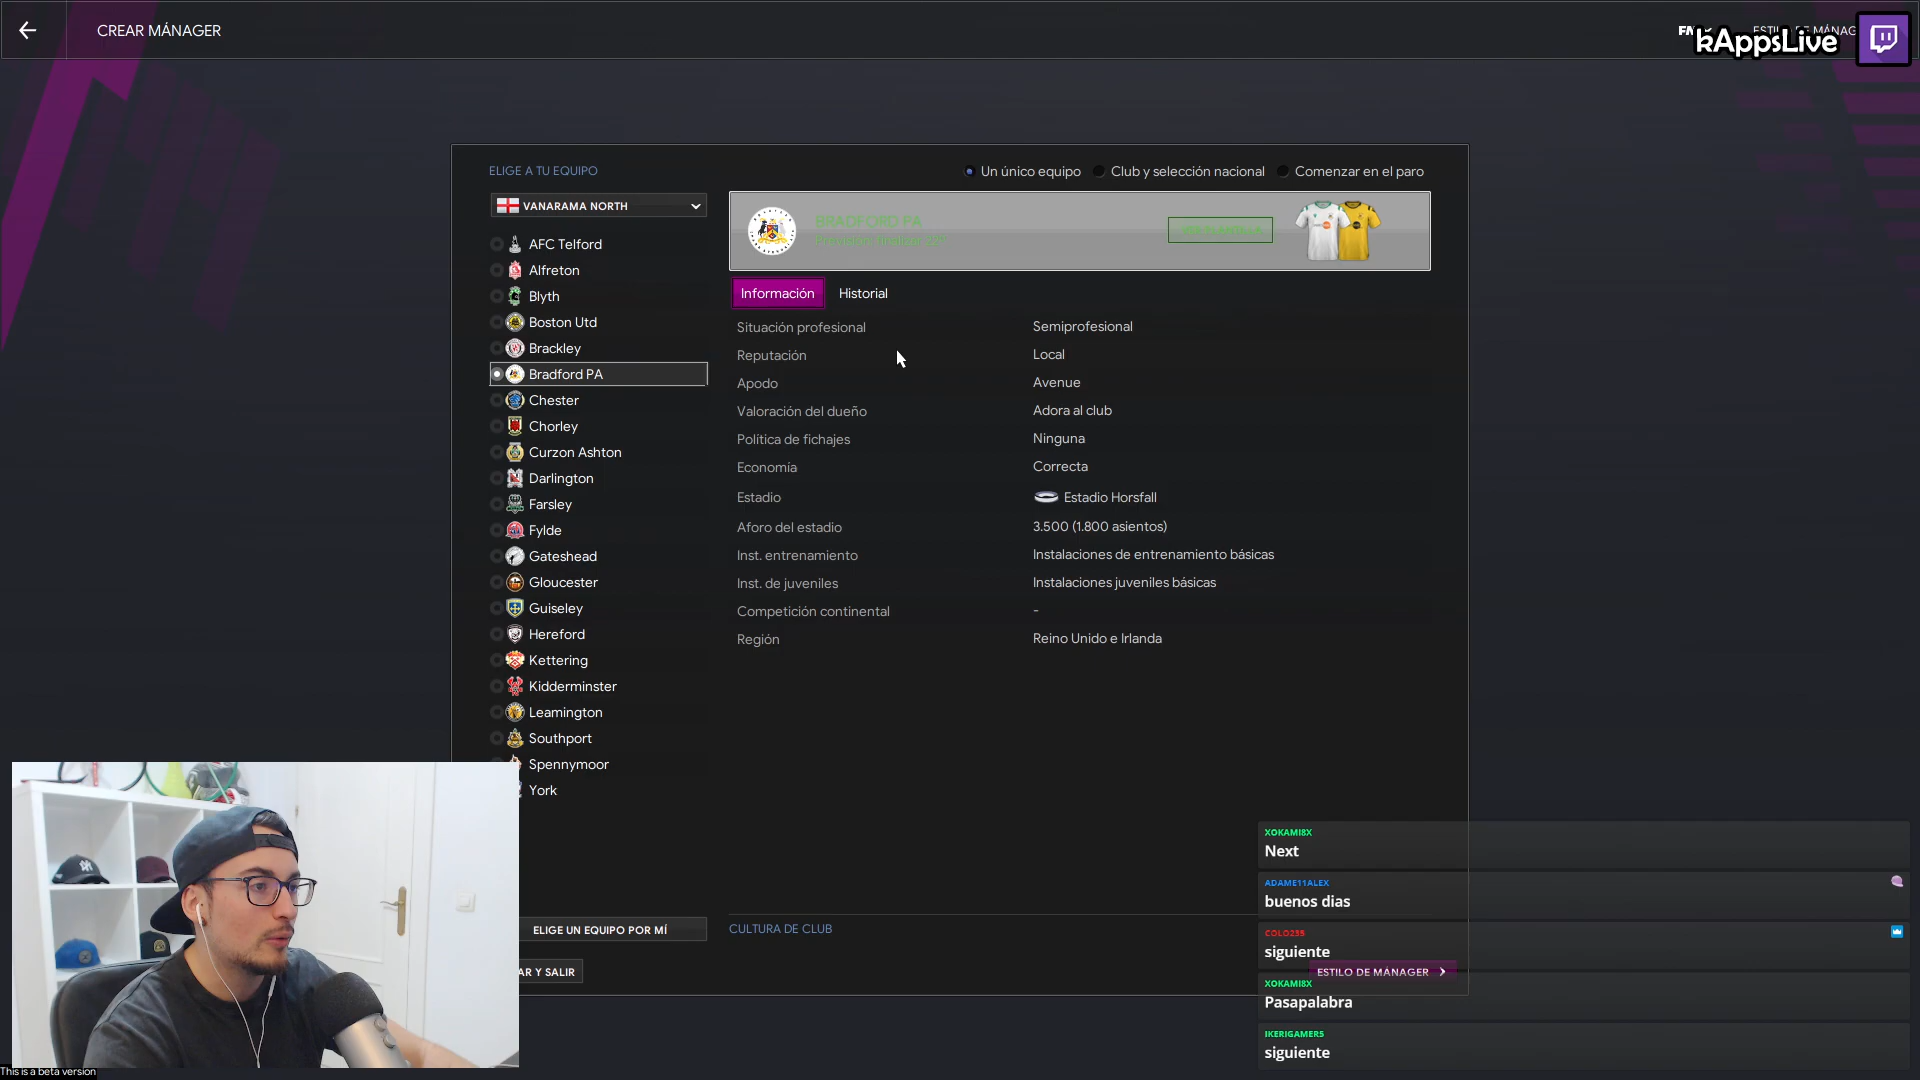 CREAR MÁNAGER
kAppsLive
ELIGE A TU EQUIPO
Un único equipo
Club y selección nacional
Comenzar en el paro
VANARAMA NORTH
BRADFORD PA
AFC Telford
Alfreton
Blyth
Boston Utd
Brackley
Bradford PA
Chester
Chorley
Curzon Ashton
Darlington
Farsley
Fylde
Gateshead
Gloucester
Guiseley
Hereford
Kettering
Kidderminster
Leamington
Southport
Spennymoor
York
Información
Historial
Situación profesional
Semiprofesional
Reputación
Local
Apodo
Avenue
Valoración del dueño
Adora al club
Política de fichajes
Ninguna
Economía
Correcta
Estadio
Estadio Horsfall
Aforo del estadio
3.500 (1.800 asientos)
Inst. entrenamiento
Instalaciones de entrenamiento básicas
Inst. de juveniles
Instalaciones juveniles básicas
Competición continental
-
Región
Reino Unido e Irlanda
ELIGE UN EQUIPO POR MÍ
CULTURA DE CLUB
AR Y SALIR
ESTILO DE MÁNAGER
XOKAMI8X
Next
ADAME11ALEX
buenos dias
COLO235
siguiente
XOKAMI8X
Pasapalabra
IKERIGAMER5
siguiente
This is a beta version